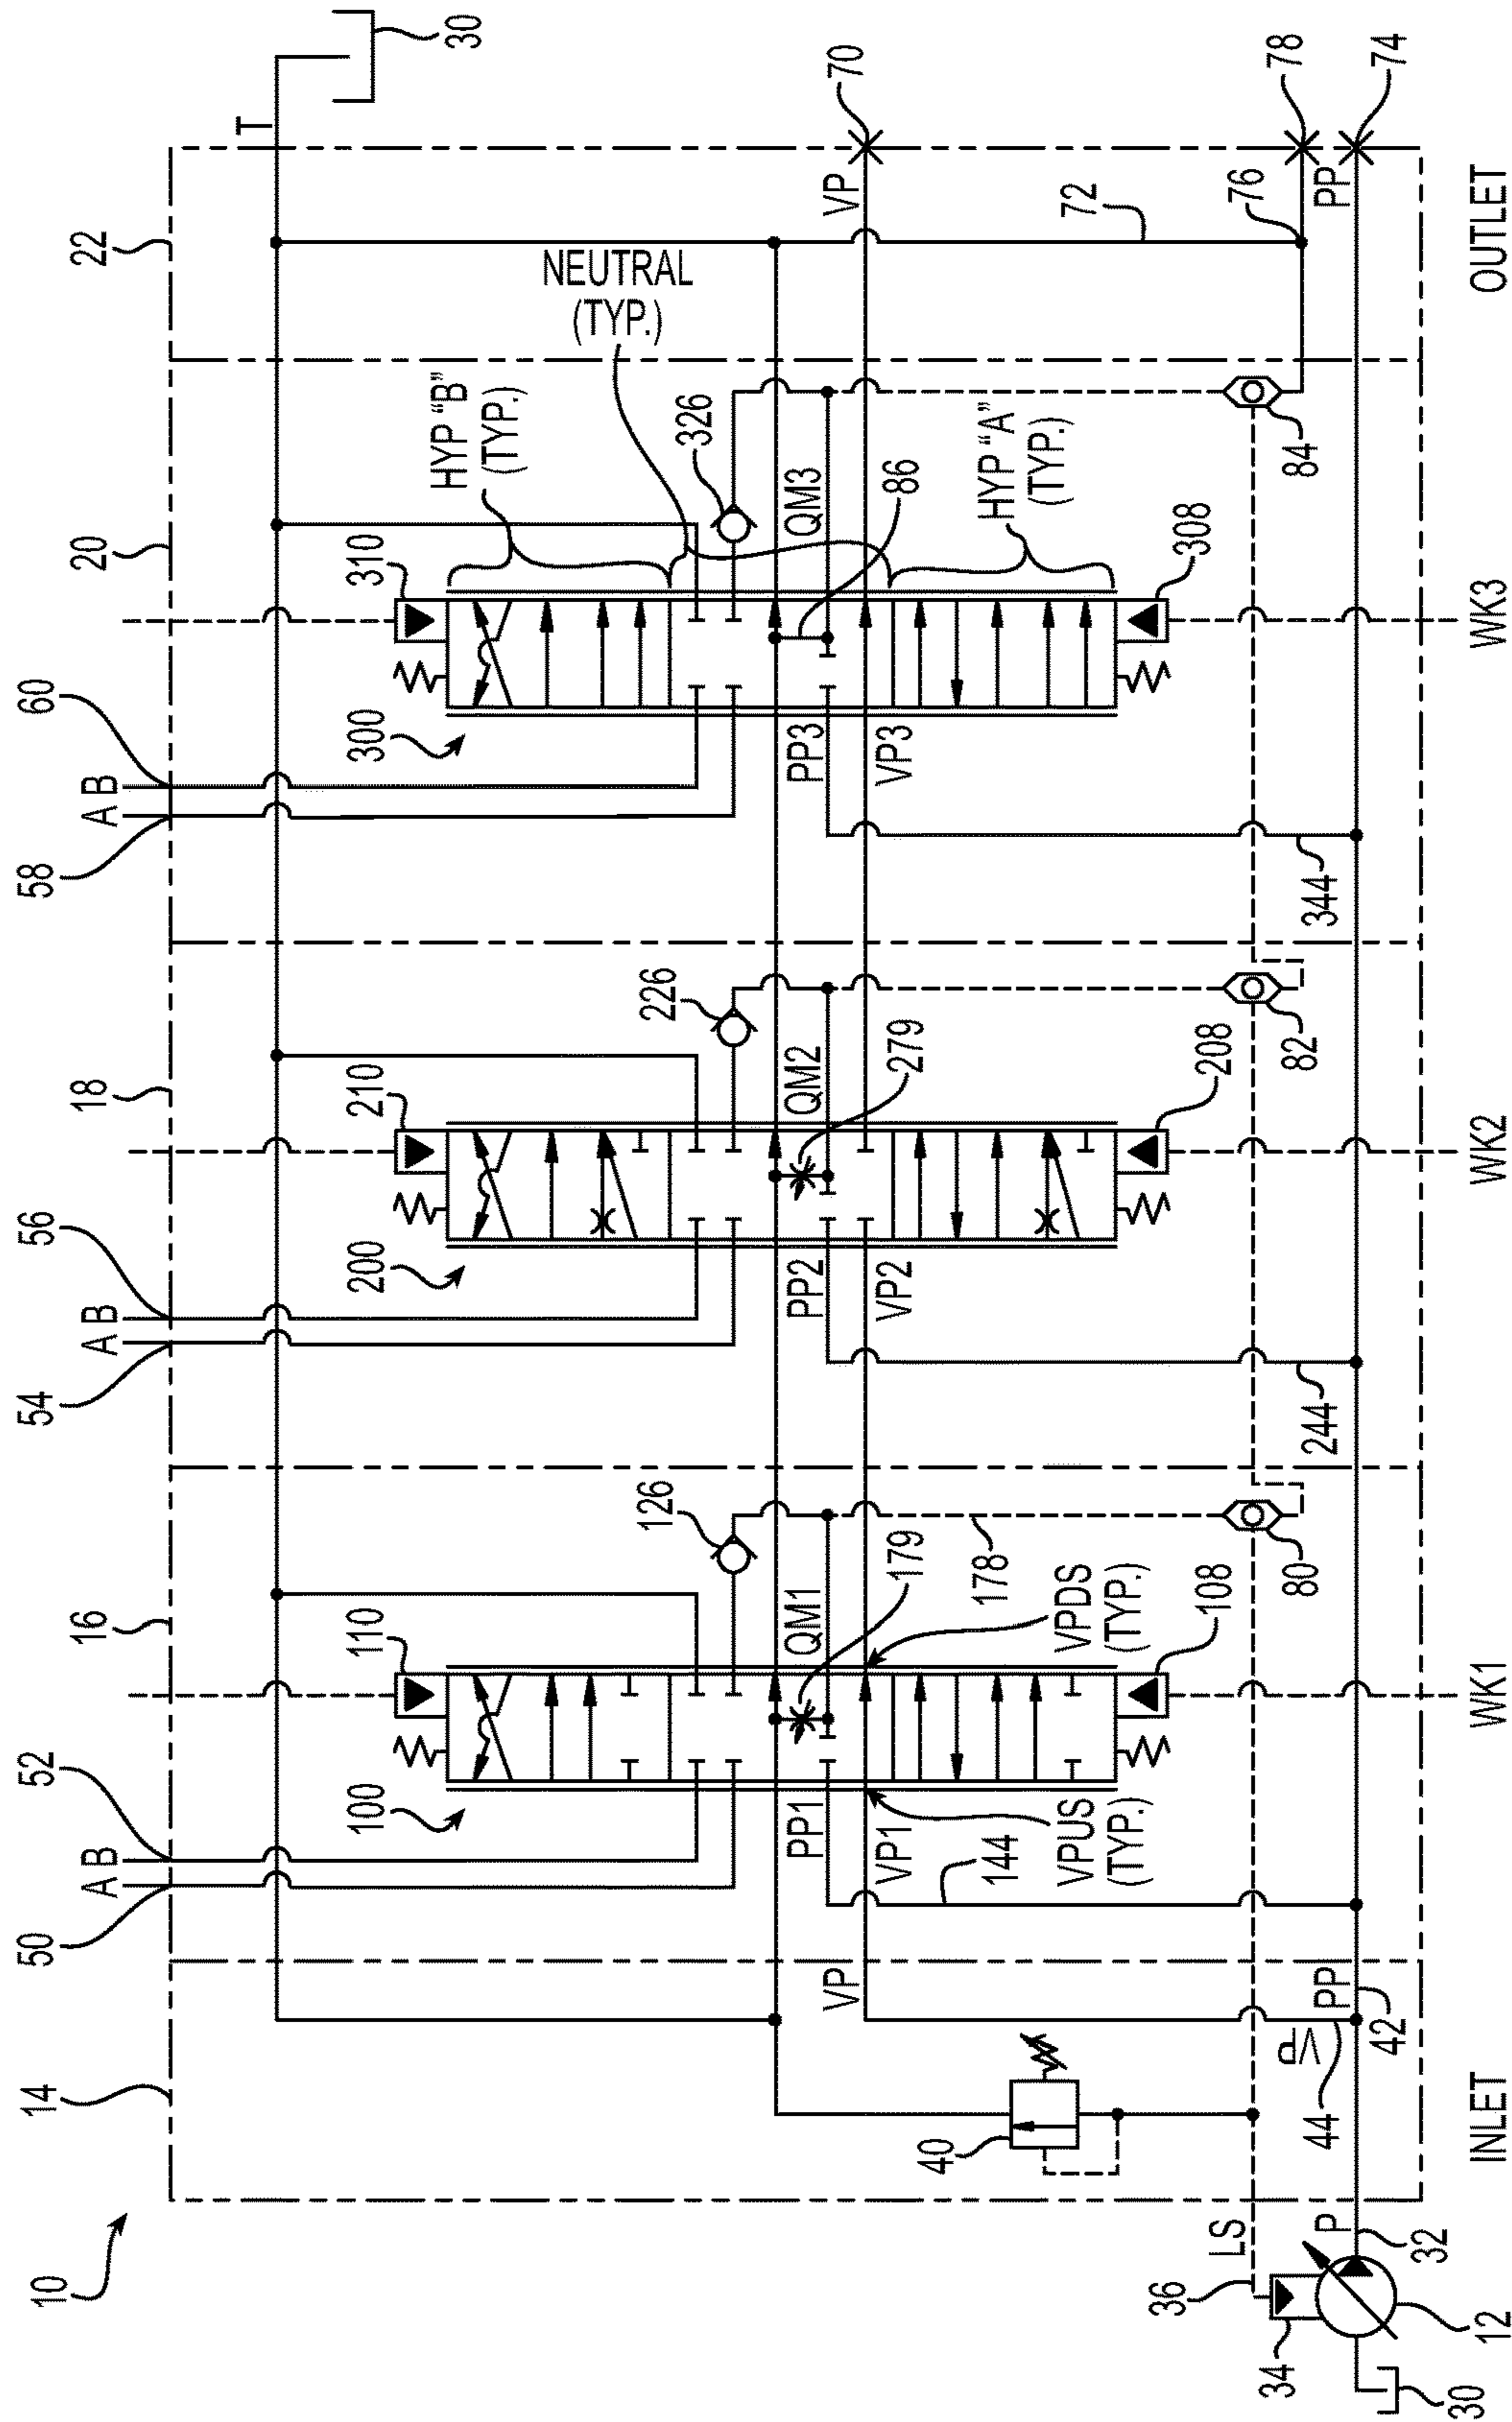 10
14
16
18
20
22
30
T
50
52
A B
54
56
A B
58
60
A B
100
110
126
200
210
226
300
310
326
HYP "B"
(TYP.)
NEUTRAL
(TYP.)
QM1
QM2
QM3
179
279
86
PP1
PP2
PP3
VP
VP1
VP2
VP3
VP
70
VPUS
(TYP.)
VPDS
(TYP.)
HYP "A"
(TYP.)
40
144
178
108
208
308
72
76
78
80
82
84
244
344
VP
44
PP
42
PP
74
LS
36
34
P
32
12
30
INLET
WK1
WK2
WK3
OUTLET